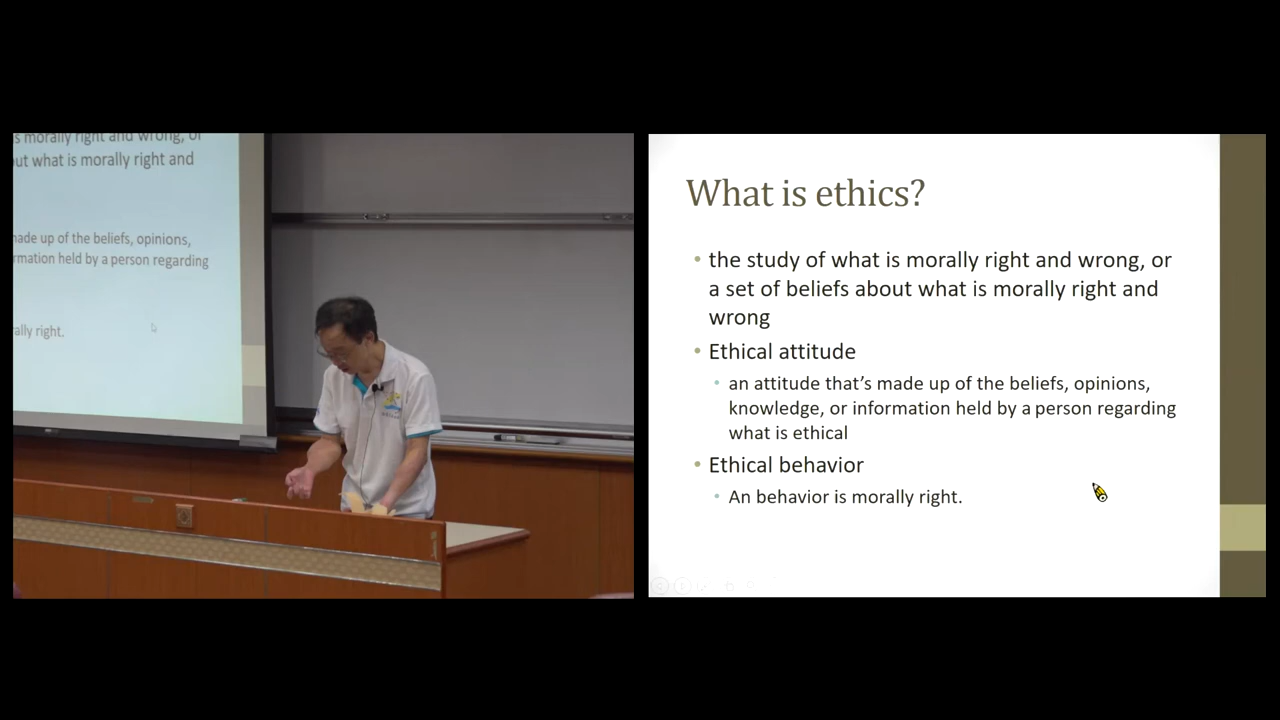 is morally right and wrong, or
out what is morally right and
made up of the beliefs, opinions,
rmation held by a person regarding
ally right.
What is ethics?
• the study of what is morally right and wrong, or
a set of beliefs about what is morally right and
wrong
• Ethical attitude
• an attitude that’s made up of the beliefs, opinions,
knowledge, or information held by a person regarding
what is ethical
• Ethical behavior
• An behavior is morally right.